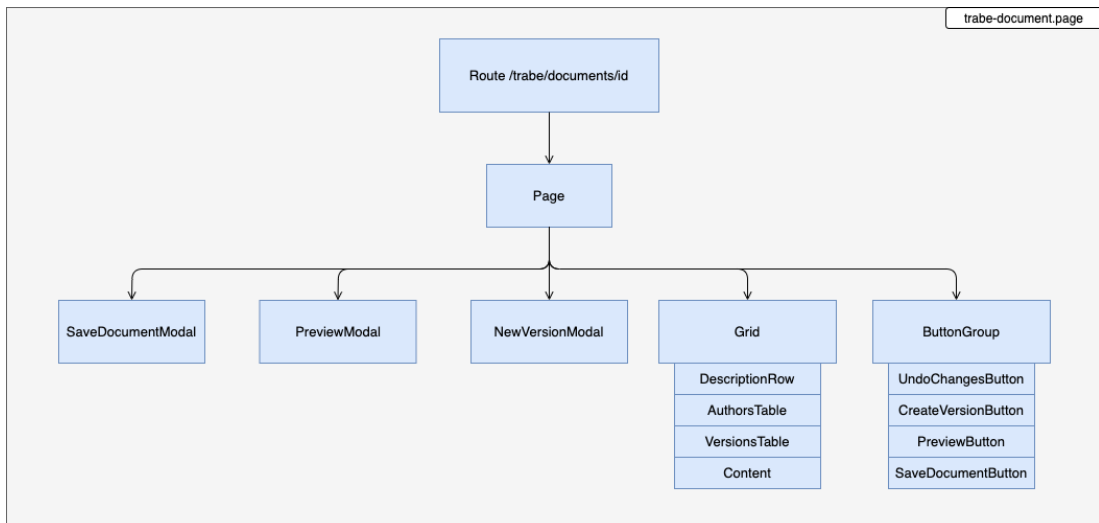 trabe-document.page
Route /trabe/documents/id
Page
SaveDocumentModal
PreviewModal
NewVersionModal
Grid
ButtonGroup
DescriptionRow
UndoChangesButton
AuthorsTable
CreateVersionButton
VersionsTable
PreviewButton
Content
SaveDocumentButton